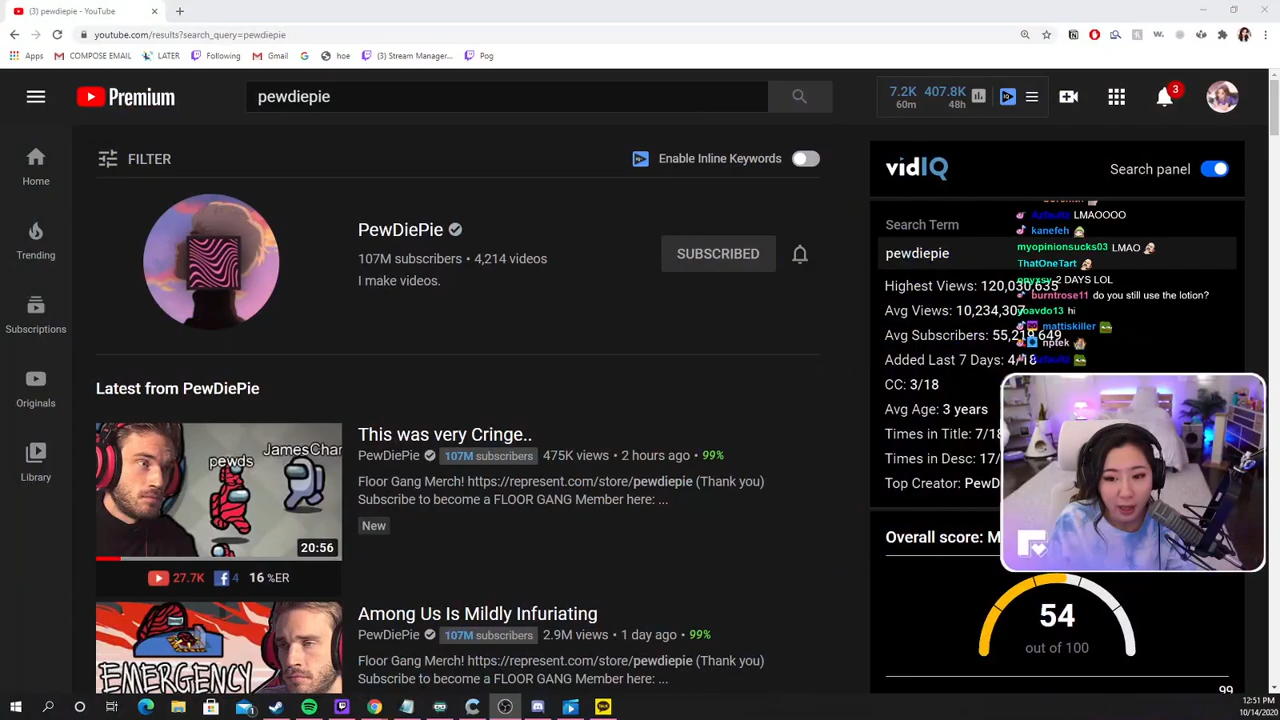 (3) pewdiepie - YouTube
youtube.com/results?search_query=pewdiepie
Apps
COMPOSE EMAIL
LATER
Following
Gmail
hoe
(3) Stream Manager...
Pog
Premium
pewdiepie
7.2K 407.8K
60m 48h
3
FILTER
Enable Inline Keywords
Home
Trending
Subscriptions
Originals
Library
PewDiePie
107M subscribers • 4,214 videos
I make videos.
SUBSCRIBED
Latest from PewDiePie
pewds
JamesChar
20:56
27.7K
4
16 %ER
This was very Cringe..
PewDiePie 107M subscribers 475K views • 2 hours ago • 99%
Floor Gang Merch! https://represent.com/store/pewdiepie (Thank you)
Subscribe to become a FLOOR GANG Member here: ...
New
EMERGENCY
Among Us Is Mildly Infuriating
PewDiePie 107M subscribers 2.9M views • 1 day ago • 99%
Floor Gang Merch! https://represent.com/store/pewdiepie (Thank you)
Subscribe to become a FLOOR GANG Member here: ...
vidIQ
Search panel
Search Term
pewdiepie
Highest Views: 120,030,635
Avg Views: 10,234,307
Avg Subscribers: 55,219,649
Added Last 7 Days: 4/18
CC: 3/18
Avg Age: 3 years
Times in Title: 7/18
Times in Desc: 17/
Top Creator: PewD
LMAOOOO
kanefeh
myopinionsucks03 LMAO
ThatOneTart
2 DAYS LOL
burntrose11 do you still use the lotion?
yoavdo13 hi
mattiskiller
nptek
Overall score: M
54
out of 100
99
TALK
12:51 PM
10/14/2020